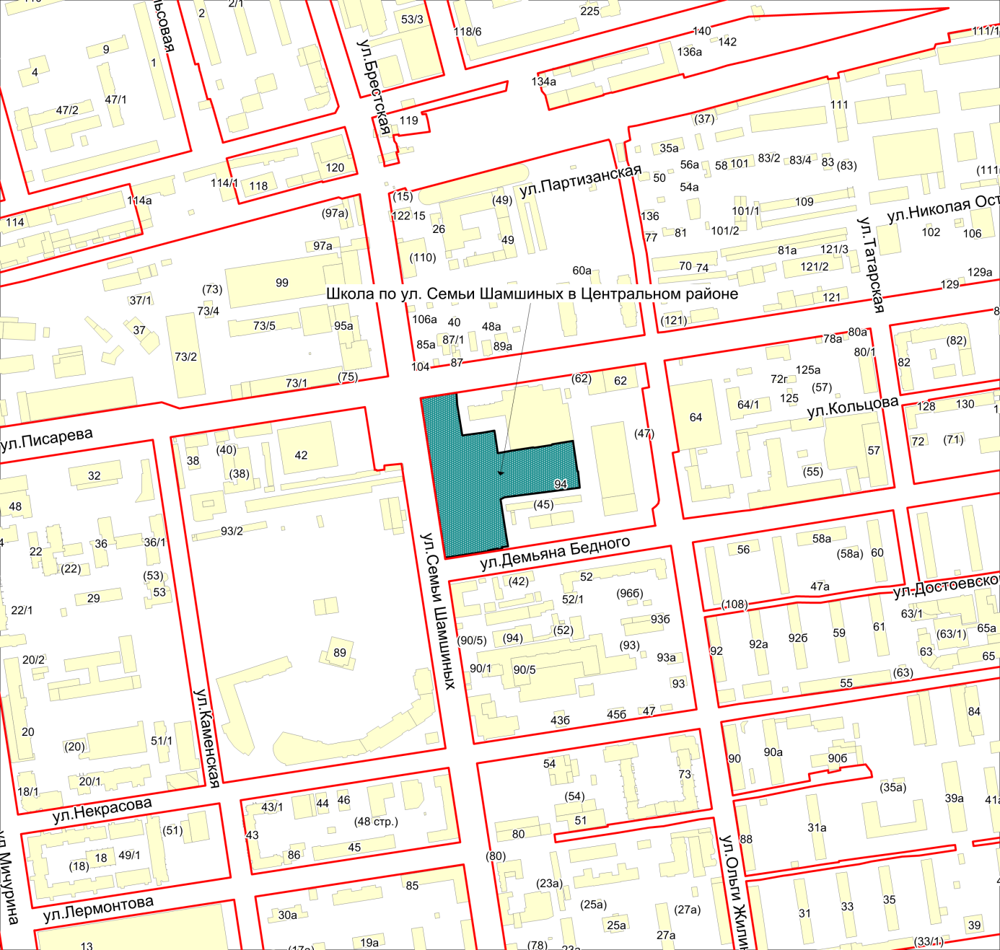 льсовая
2
2/1
53/3
225
118/6
140
142
136а
111/1
ул.Брестская
9
1
4
47/1
47/2
134а
119
111
(37)
35а
56а
58
101
83/2
83/4
83
(83)
120
114/1
118
50
54а
ул.Партизанская
114а
114
(15)
122
15
(49)
26
49
(97а)
136
77
81
101/1
101/2
109
ул.Николая Ост
ул.Татарская
102
106
97а
(110)
81а
121/3
70
74
121/2
99
60а
129а
129
(73)
37/1
73/4
Школа по ул. Семьи Шамшиных в Центральном районе
121
(121)
37
73/5
95а
106а
40
48а
85а
87/1
89а
78а
80а
80/1
(82)
82
73/2
104
87
73/1
(75)
(62)
62
125а
72г
(57)
125
64/1
ул.Кольцова
128
130
64
(47)
ул.Писарева
38
(40)
42
(38)
72
(71)
57
(55)
32
94
(45)
48
93/2
36
36/1
22
(22)
ул.Демьяна Бедного
56
58а
(58а)
60
47а
ул.Достоевско
(53)
53
29
22/1
(42)
52
52/1
(96б)
93б
(108)
63/1
(63/1)
65а
ул.Семьи Шамшиных
(90/5)
(94)
(52)
(93)
92
92а
92б
59
61
63
65
20/2
89
90/1
90/5
93а
93
(63)
55
ул.Каменская
20
(20)
51/1
43б
45б
47
84
18/1
20/1
ул.Некрасова
54
73
90
90а
90б
(35а)
39а
43/1
44
46
(48 стр.)
(54)
51
(51)
43
45
86
80
(80)
88
31а
ул.Мичурина
(18)
18
49/1
ул.Лермонтова
85
(23а)
(25а)
(27а)
ул.Ольги Жилин
30а
25а
27а
31
33
35
39
13
19а
(78)
(33/1)